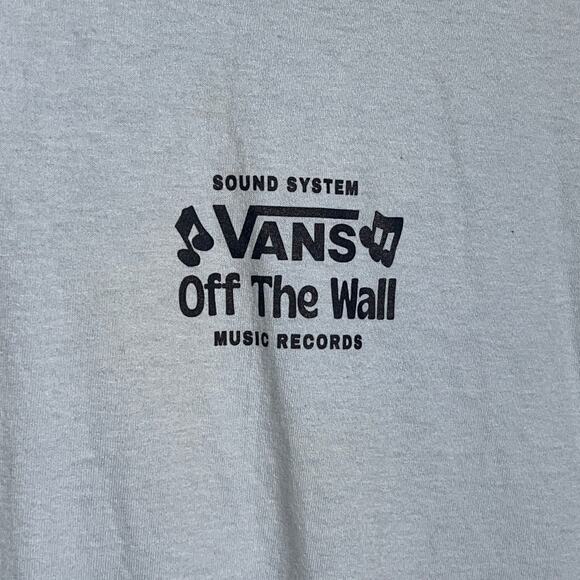 SOUND SYSTEM
VANS
Off The Wall
MUSIC RECORDS